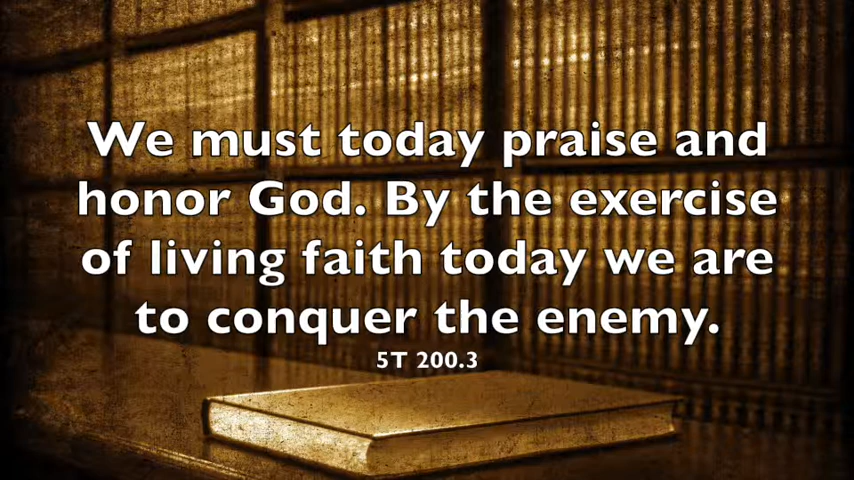 We must today praise and
honor God. By the exercise
of living faith today we are
to conquer the enemy.
5T 200.3